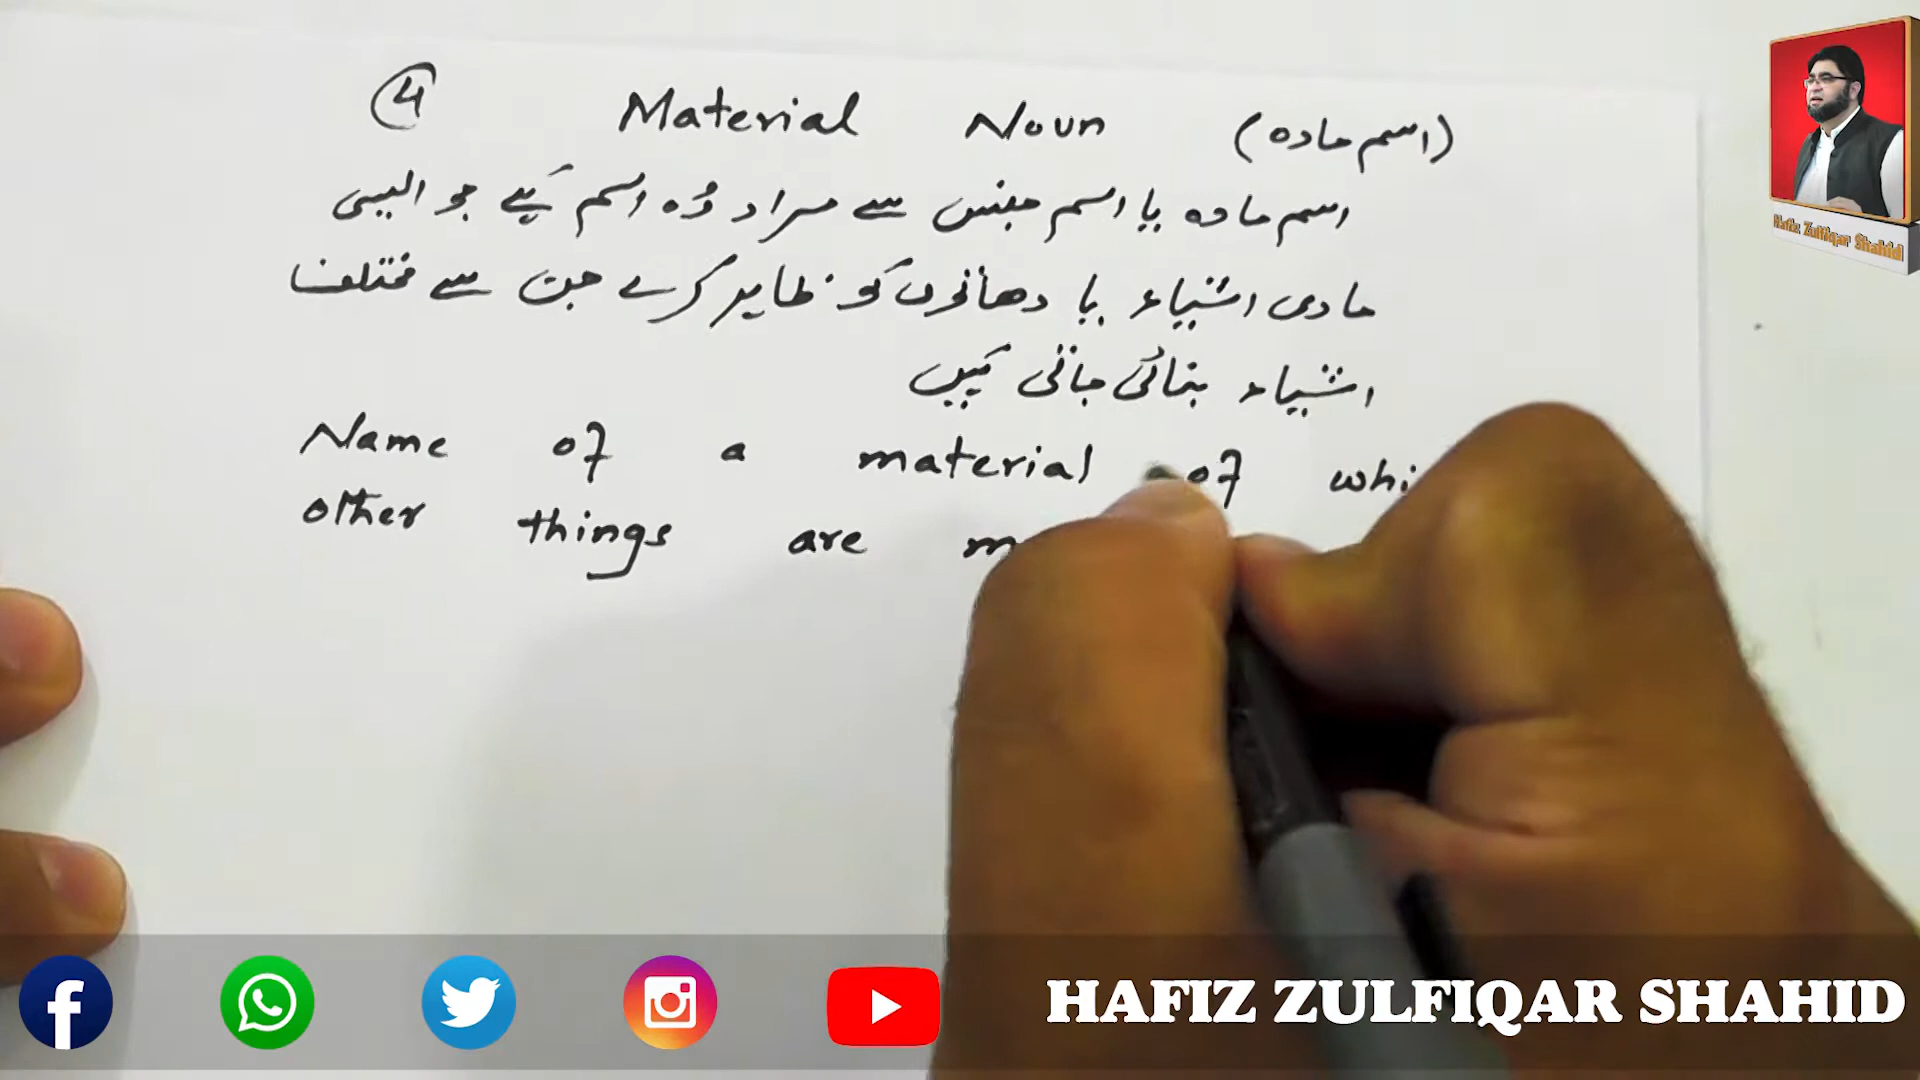 ④ Material Noun (اسم مادہ)
اسم مادہ یا اسم جنس سے مراد وُہ اسم ہے جو ایسی
مادی اشیاء یا دھاتوں کو ظاہر کرے جن سے مختلف
اشیاء بنائی جاتی ہیں
Name of a material of whi
other things are m
Hafiz Zulfiqar Shahid
HAFIZ ZULFIQAR SHAHID